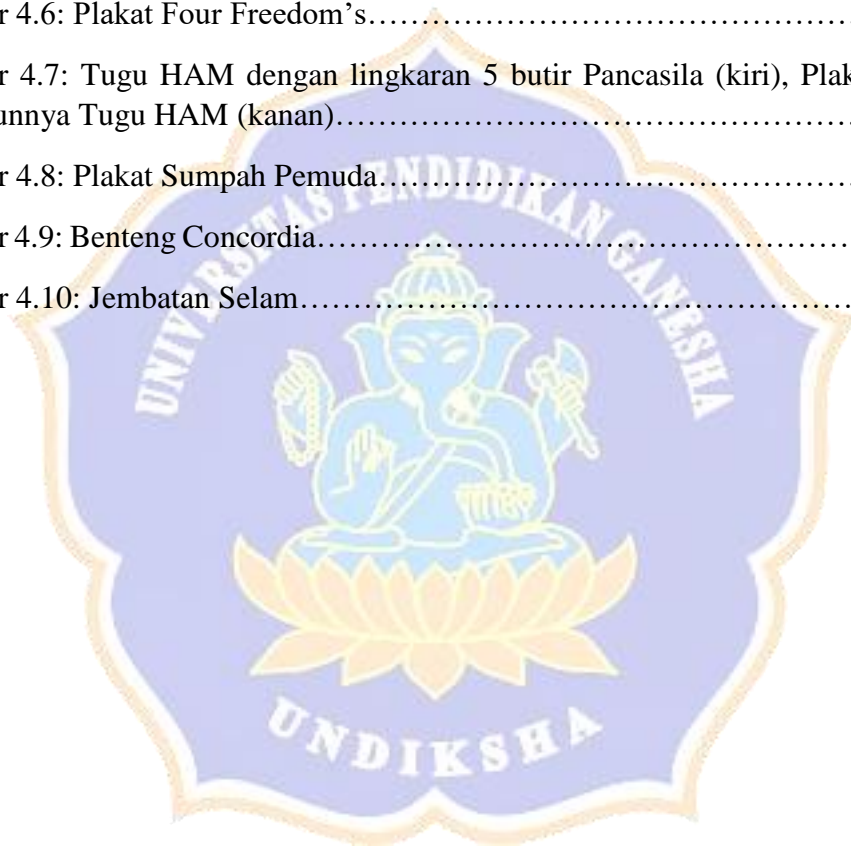 r 4.6: Plakat Four Freedom’s……………………………………………
r 4.7: Tugu HAM dengan lingkaran 5 butir Pancasila (kiri), Plak
unnya Tugu HAM (kanan)………………………………………………
r 4.8: Plakat Sumpah Pemuda……………………………………………
r 4.9: Benteng Concordia…………………………………………………
r 4.10: Jembatan Selam……………………………………………………
UNIVERSITAS PENDIDIKAN GANESHA
UNDIKSHA